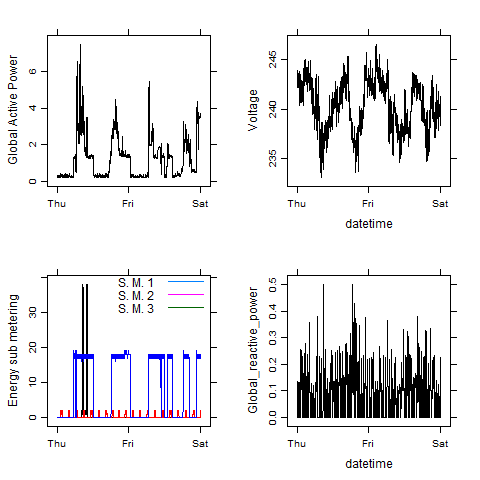 Global Active Power
0 2 4 6
Thu Fri Sat
Voltage
235 240 245
Thu Fri Sat
datetime
Energy sub metering
0 10 20 30
S. M. 1
S. M. 2
S. M. 3
Thu Fri Sat
Global_reactive_power
0.0 0.1 0.2 0.3 0.4 0.5
Thu Fri Sat
datetime